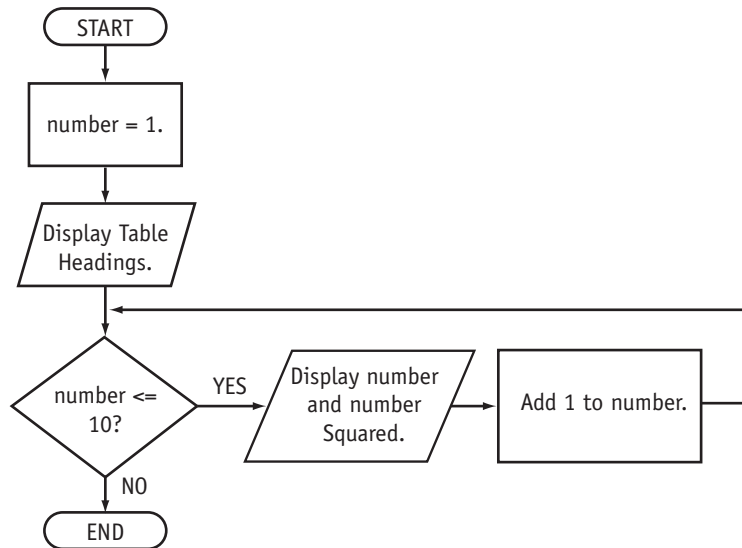 START
number = 1.
Display Table
Headings.
number <=
10?
YES
Display number
and number
Squared.
Add 1 to number.
NO
END